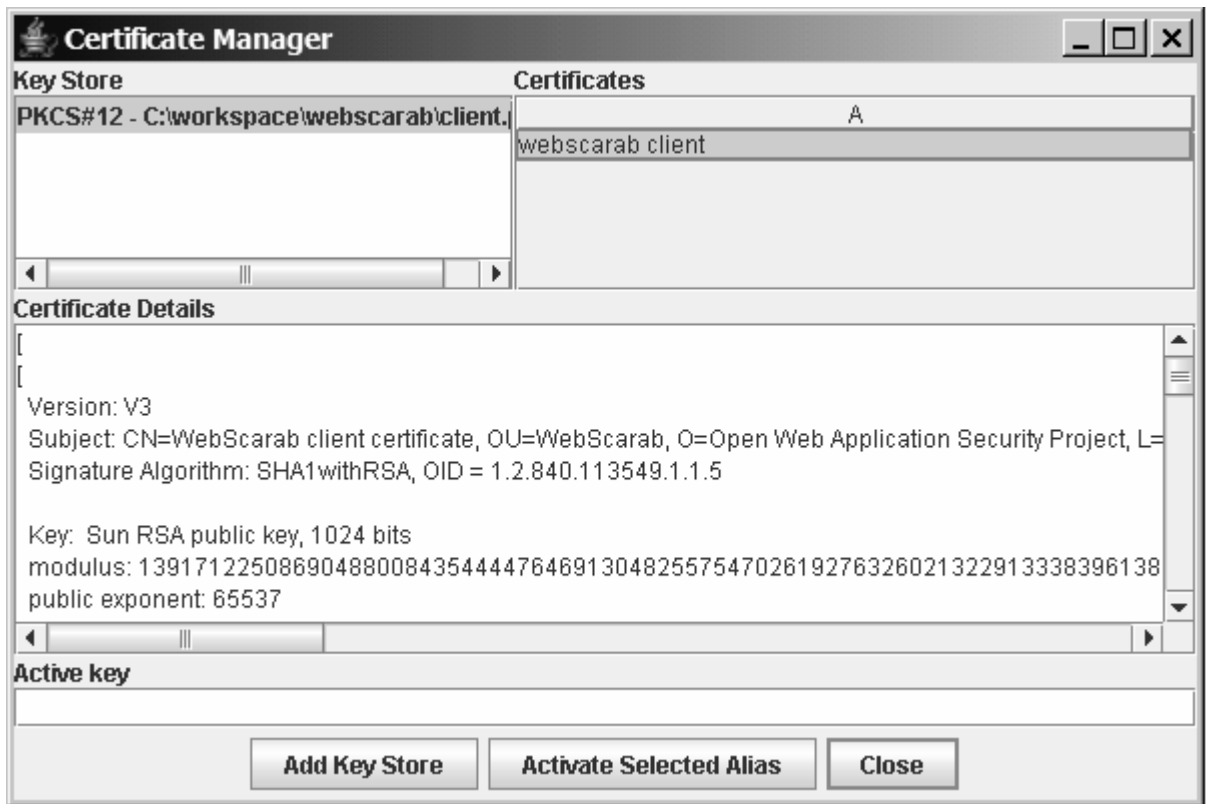 Certificate Manager
Key Store
Certificates
PKCS#12 - C:\workspace\webscarab\client.
A
webscarab client
Certificate Details
[
[
Version: V3
Subject: CN=WebScarab client certificate, OU=WebScarab, O=Open Web Application Security Project, L=
Signature Algorithm: SHA1withRSA, OID = 1.2.840.113549.1.1.5
Key: Sun RSA public key, 1024 bits
modulus: 13917122508690488008435444476469130482557547026192763260213229133383961 38
public exponent: 65537
Active key
Add Key Store
Activate Selected Alias
Close